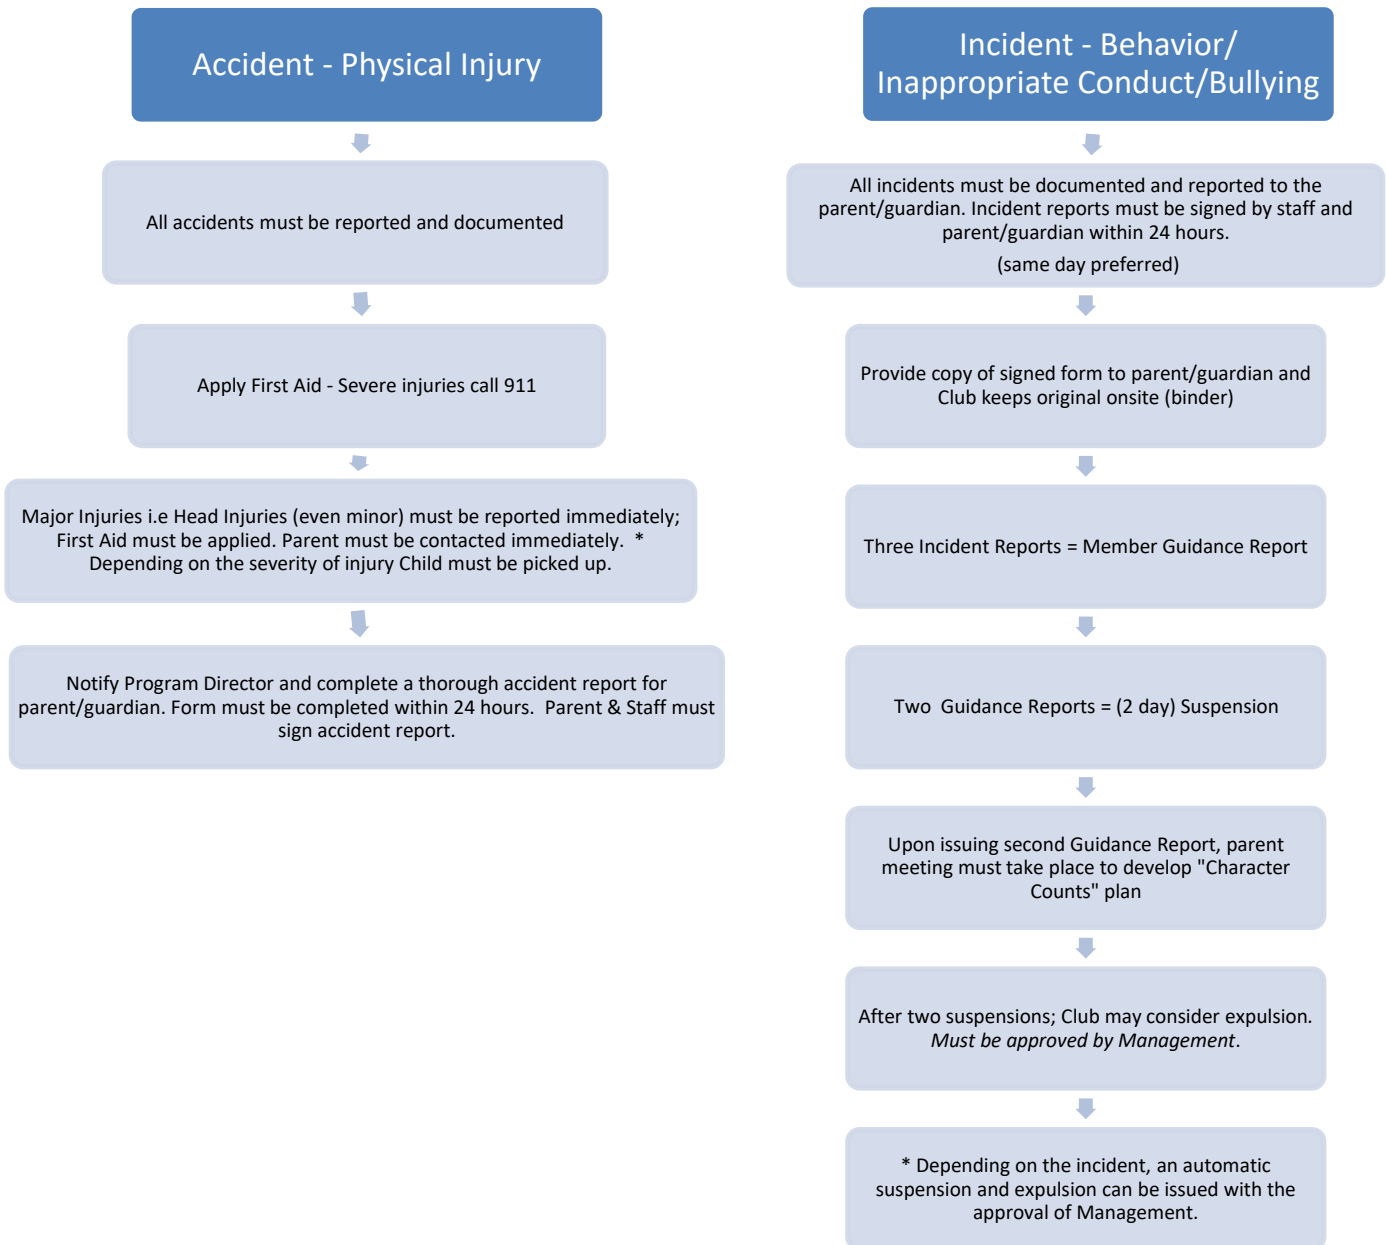 Accident - Physical Injury
All accidents must be reported and documented
Apply First Aid - Severe injuries call 911
Major Injuries i.e Head Injuries (even minor) must be reported immediately;
First Aid must be applied. Parent must be contacted immediately.  *
Depending on the severity of injury Child must be picked up.
Notify Program Director and complete a thorough accident report for
parent/guardian. Form must be completed within 24 hours.  Parent & Staff must
sign accident report.
Incident - Behavior/
Inappropriate Conduct/Bullying
All incidents must be documented and reported to the
parent/guardian. Incident reports must be signed by staff and
parent/guardian within 24 hours.
(same day preferred)
Provide copy of signed form to parent/guardian and
Club keeps original onsite (binder)
Three Incident Reports = Member Guidance Report
Two  Guidance Reports = (2 day) Suspension
Upon issuing second Guidance Report, parent
meeting must take place to develop "Character
Counts" plan
After two suspensions; Club may consider expulsion.
Must be approved by Management.
* Depending on the incident, an automatic
suspension and expulsion can be issued with the
approval of Management.